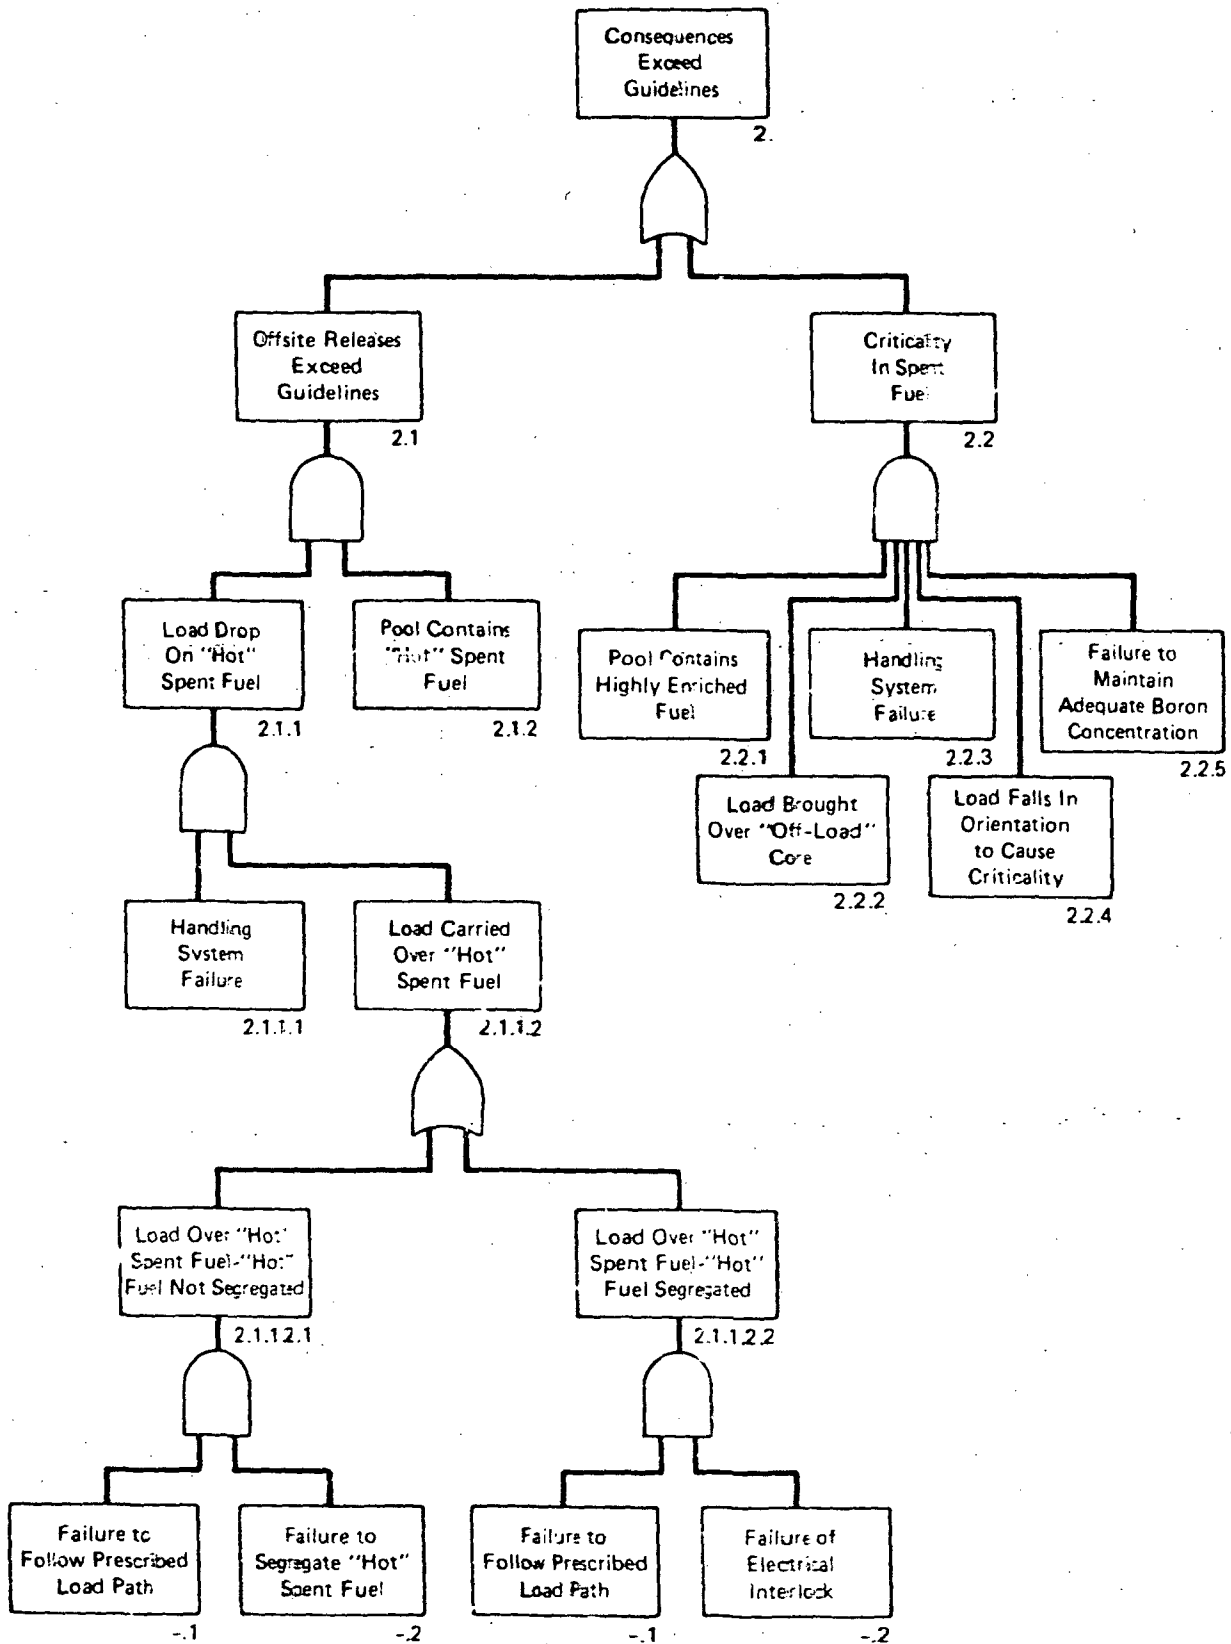 Consequences
Exceed
Guidelines
2.
Offsite Releases
Exceed
Guidelines
2.1
Criticality
In Spent
Fuel
2.2
Load Drop
On "Hot"
Spent Fuel
2.1.1
Pool Contains
"Hot" Spent
Fuel
2.1.2
Pool Contains
Highly Enriched
Fuel
2.2.1
Handling
System
Failure
2.2.3
Failure to
Maintain
Adequate Boron
Concentration
2.2.5
Load Brought
Over "Off-Load"
Core
2.2.2
Load Falls In
Orientation
to Cause
Criticality
2.2.4
Handling
System
Failure
2.1.1.1
Load Carried
Over "Hot"
Spent Fuel
2.1.1.2
Load Over "Hot"
Spent Fuel-"Hot"
Fuel Not Segregated
2.1.1.2.1
Load Over "Hot"
Spent Fuel-"Hot"
Fuel Segregated
2.1.1.2.2
Failure to
Follow Prescribed
Load Path
-.1
Failure to
Segregate "Hot"
Spent Fuel
-.2
Failure to
Follow Prescribed
Load Path
-.1
Failure of
Electrical
Interlock
-.2